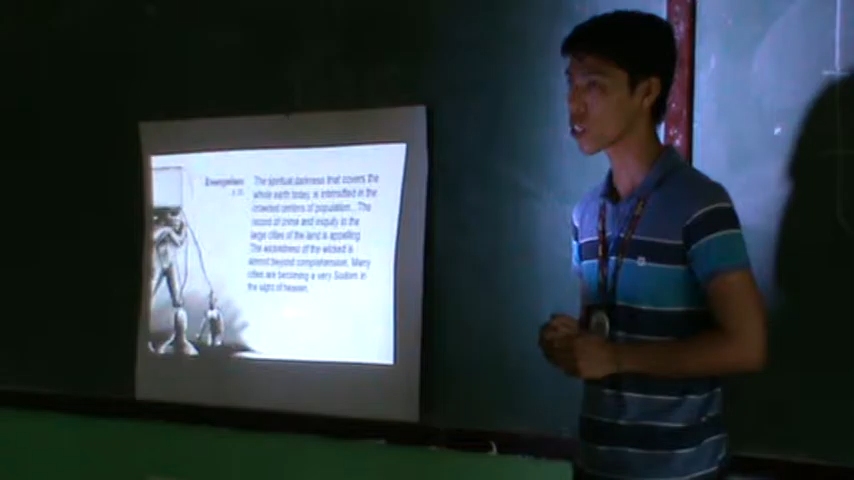 Evangelism
The spiritual darkness that covers the
whole earth today, is intensified in the
crowded centers of population... The
record of crime and iniquity in the
large cities of the land is appalling
The wickedness of the wicked is
almost beyond comprehension. Many
cities are becoming a very Sodom in
the sight of heaven.